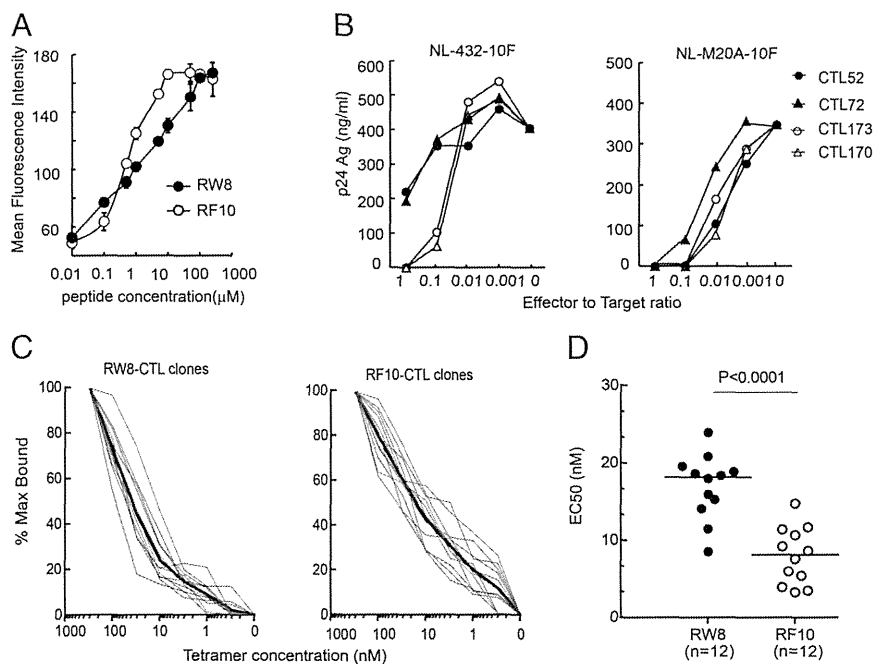 A
Mean Fluorescence Intensity
180
140
100
60
0.01 0.1 1 10 100 1000
peptide concentration(μM)
RW8
RF10
B
NL-432-10F
p24 Ag (ng/ml)
600
500
400
300
200
100
0
1 0.1 0.01 0.001 0
NL-M20A-10F
500
400
300
200
100
0
1 0.1 0.01 0.001 0
Effector to Target ratio
CTL52
CTL72
CTL173
CTL170
C
RW8-CTL clones
% Max Bound
100
80
60
40
20
0
1000 100 10 1 0
RF10-CTL clones
100
80
60
40
20
0
1000 100 10 1 0
Tetramer concentration (nM)
D
P<0.0001
EC50 (nM)
30
20
10
0
RW8 RF10
(n=12) (n=12)